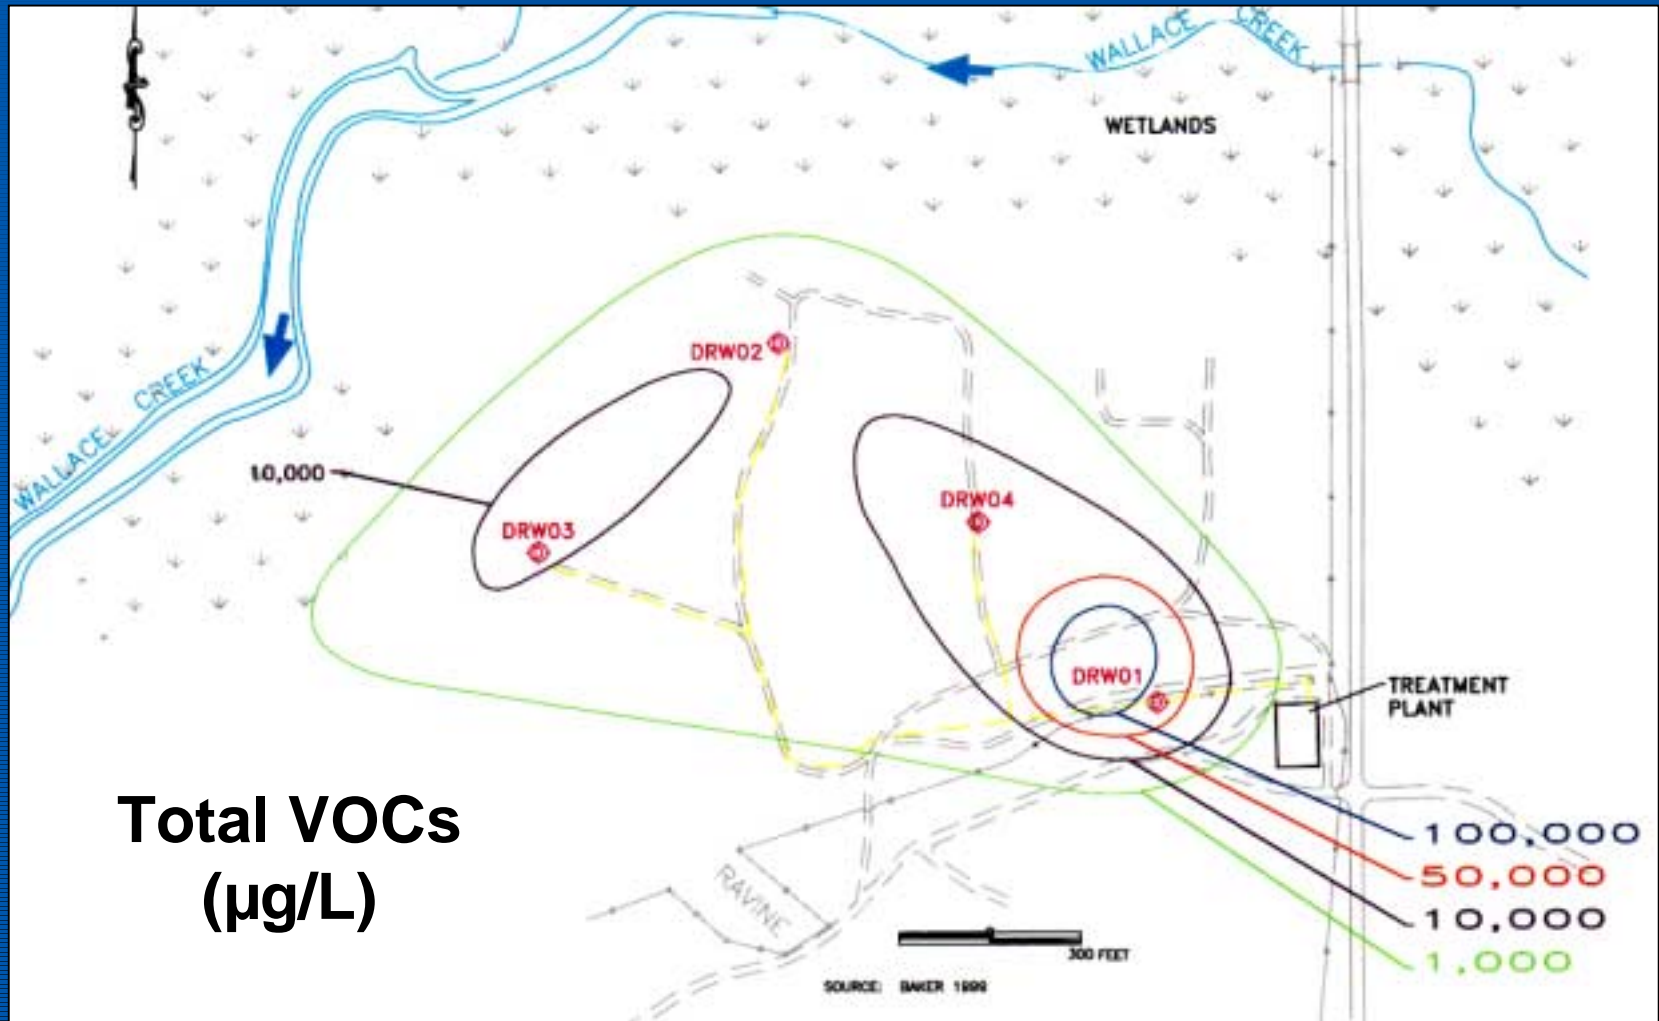 WALLACE CREEK
WETLANDS
WALLACE CREEK
DRW02
10,000
DRW03
DRW04
DRW01
TREATMENT
PLANT
Total VOCs
(µg/L)
RAVINE
100,000
50,000
10,000
1,000
300 FEET
SOURCE: BAKER 1999